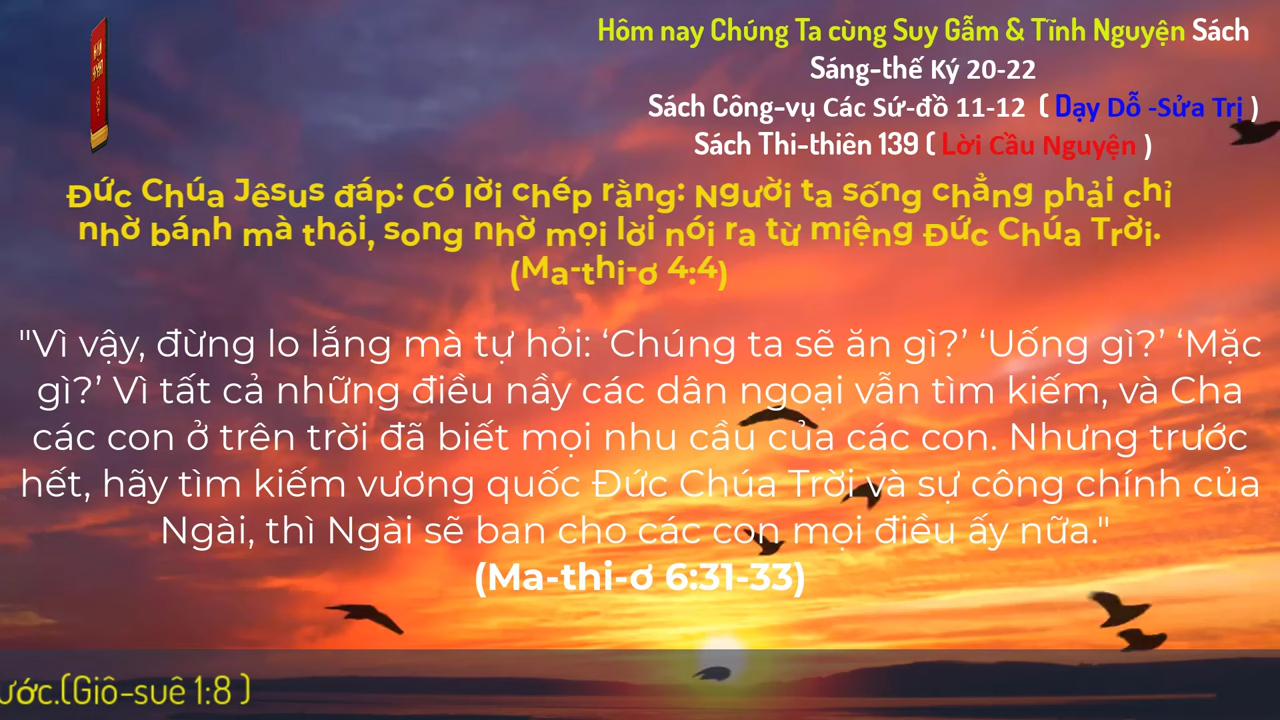 Hôm nay Chúng Ta cùng Suy Gẫm & Tĩnh Nguyện Sách
Sáng-thế Ký 20-22
Sách Công-vụ Các Sứ-đồ 11-12 ( Dạy Dỗ -Sửa Trị )
Sách Thi-thiên 139 ( Lời Cầu Nguyện )
Đức Chúa Jêsus đáp: Có lời chép rằng: Người ta sống chẳng phải chỉ
nhờ bánh mà thôi, song nhờ mọi lời nói ra từ miệng Đức Chúa Trời.
(Ma-thi-ơ 4:4)
"Vì vậy, đừng lo lắng mà tự hỏi: ‘Chúng ta sẽ ăn gì?’ ‘Uống gì?’ ‘Mặc
gì?’ Vì tất cả những điều nầy các dân ngoại vẫn tìm kiếm, và Cha
các con ở trên trời đã biết mọi nhu cầu của các con. Nhưng trước
hết, hãy tìm kiếm vương quốc Đức Chúa Trời và sự công chính của
Ngài, thì Ngài sẽ ban cho các con mọi điều ấy nữa."
(Ma-thi-ơ 6:31-33)
ước.(Giô-suê 1:8 )